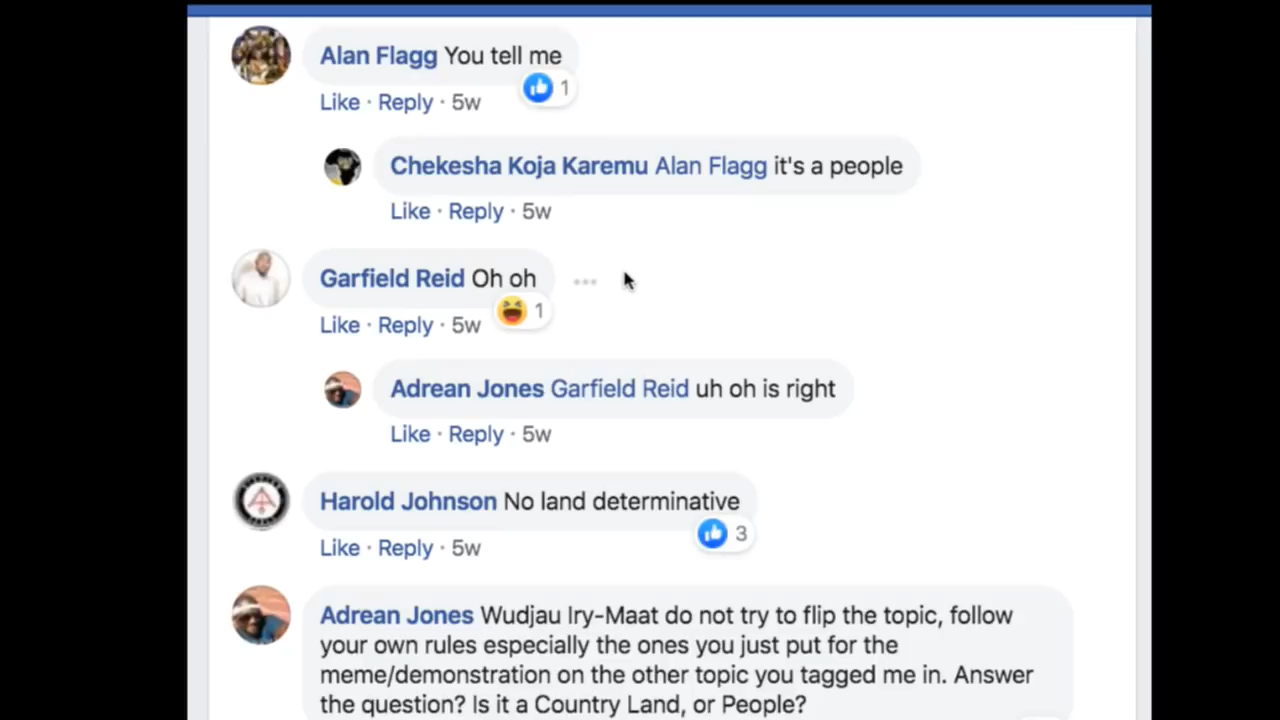 Alan Flagg You tell me
1
Like · Reply · 5w
Chekesha Koja Karemu Alan Flagg it's a people
Like · Reply · 5w
Garfield Reid Oh oh
1
Like · Reply · 5w
Adrean Jones Garfield Reid uh oh is right
Like · Reply · 5w
Harold Johnson No land determinative
3
Like · Reply · 5w
Adrean Jones Wudjau Iry-Maat do not try to flip the topic, follow
your own rules especially the ones you just put for the
meme/demonstration on the other topic you tagged me in. Answer
the question? Is it a Country Land, or People?